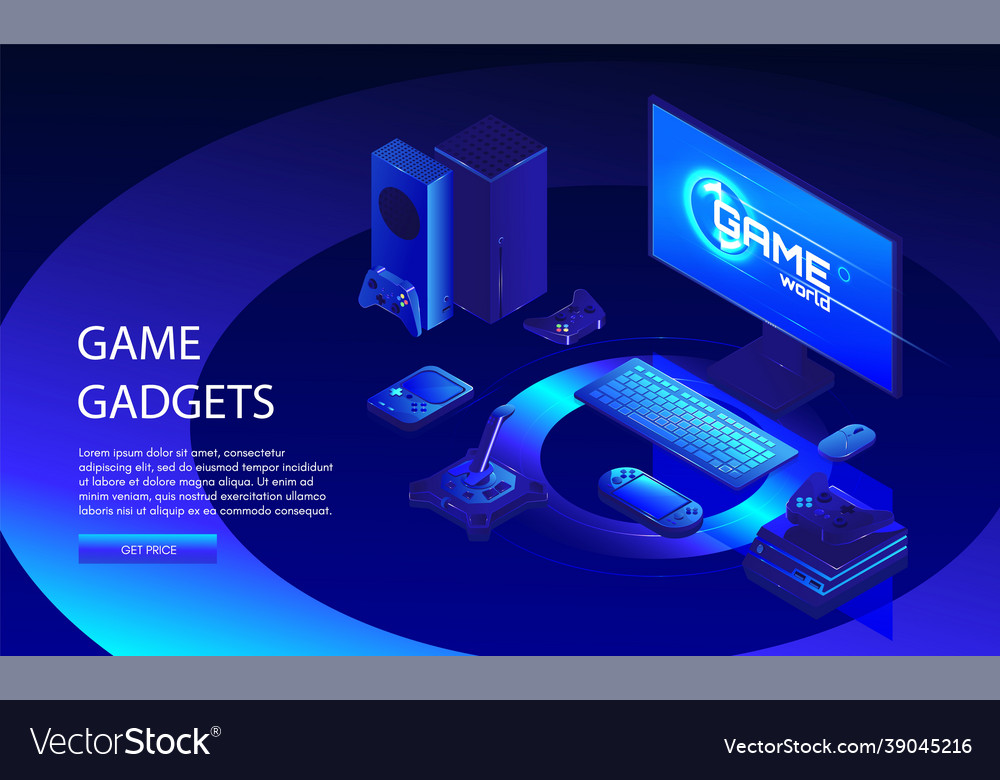 GAME
world
GAME
GADGETS
Lorem ipsum dolor sit amet, consectetur
adipiscing elit, sed do eiusmod tempor incididunt
ut labore et dolore magna aliqua. Ut enim ad
minim veniam, quis nostrud exercitation ullamco
laboris nisi ut aliquip ex ea commodo consequat.
GET PRICE
VectorStock®
VectorStock.com/39045216